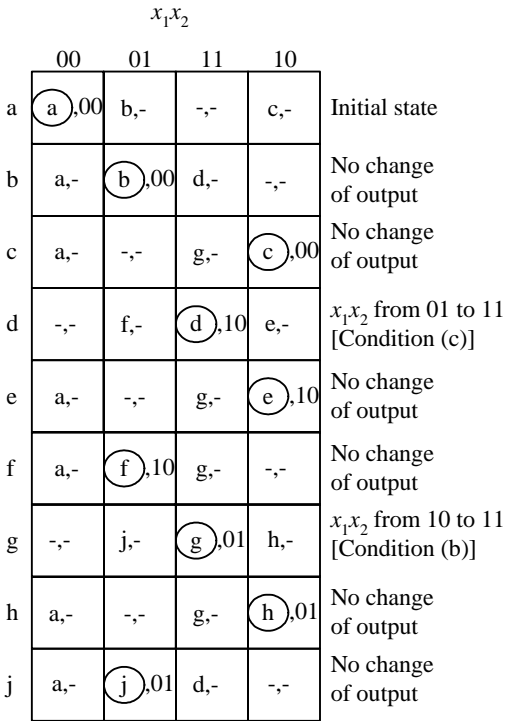 x1x2
00 01 11 10
a a ,00 b,- -,- c,- Initial state
b a,- b ,00 d,- -,- No change
of output
c a,- -,- g,- c ,00 No change
of output
d -,- f,- d ,10 e,- x1x2 from 01 to 11
[Condition (c)]
e a,- -,- g,- e ,10 No change
of output
f a,- f ,10 g,- -,- No change
of output
g -,- j,- g ,01 h,- x1x2 from 10 to 11
[Condition (b)]
h a,- -,- g,- h ,01 No change
of output
j a,- j ,01 d,- -,- No change
of output